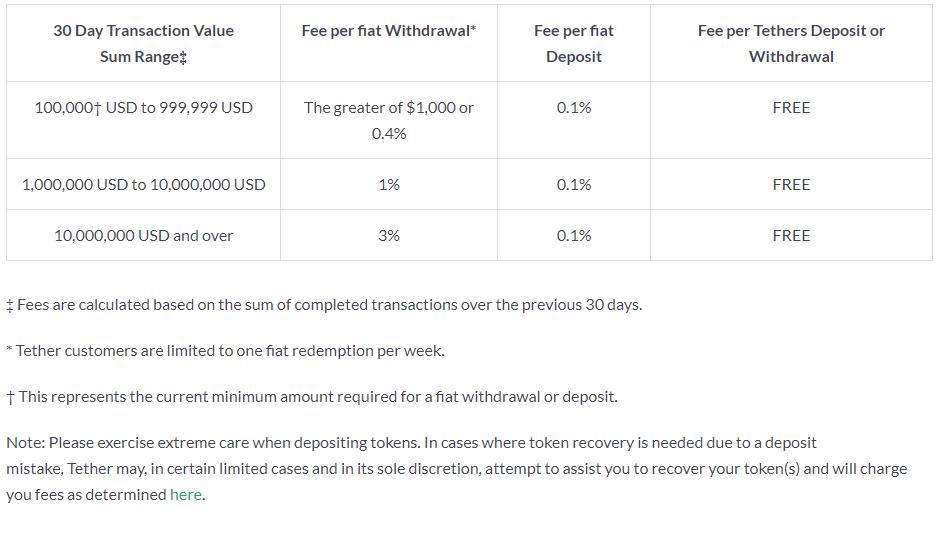 30 Day Transaction Value
Sum Range‡
Fee per fiat Withdrawal*
Fee per fiat
Deposit
Fee per Tethers Deposit or
Withdrawal
100,000† USD to 999,999 USD
The greater of $1,000 or
0.4%
0.1%
FREE
1,000,000 USD to 10,000,000 USD
1%
0.1%
FREE
10,000,000 USD and over
3%
0.1%
FREE
‡ Fees are calculated based on the sum of completed transactions over the previous 30 days.
* Tether customers are limited to one fiat redemption per week.
† This represents the current minimum amount required for a fiat withdrawal or deposit.
Note: Please exercise extreme care when depositing tokens. In cases where token recovery is needed due to a deposit
mistake, Tether may, in certain limited cases and in its sole discretion, attempt to assist you to recover your token(s) and will charge
you fees as determined here.